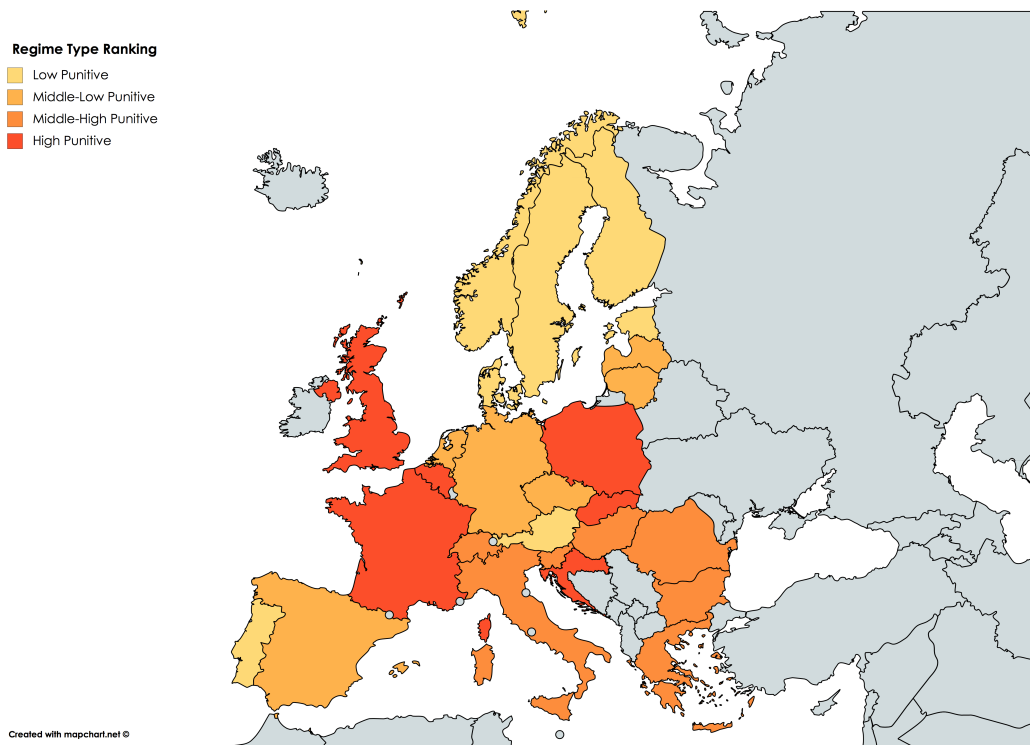 Regime Type Ranking
Low Punitive
Middle-Low Punitive
Middle-High Punitive
High Punitive
Created with mapchart.net ©